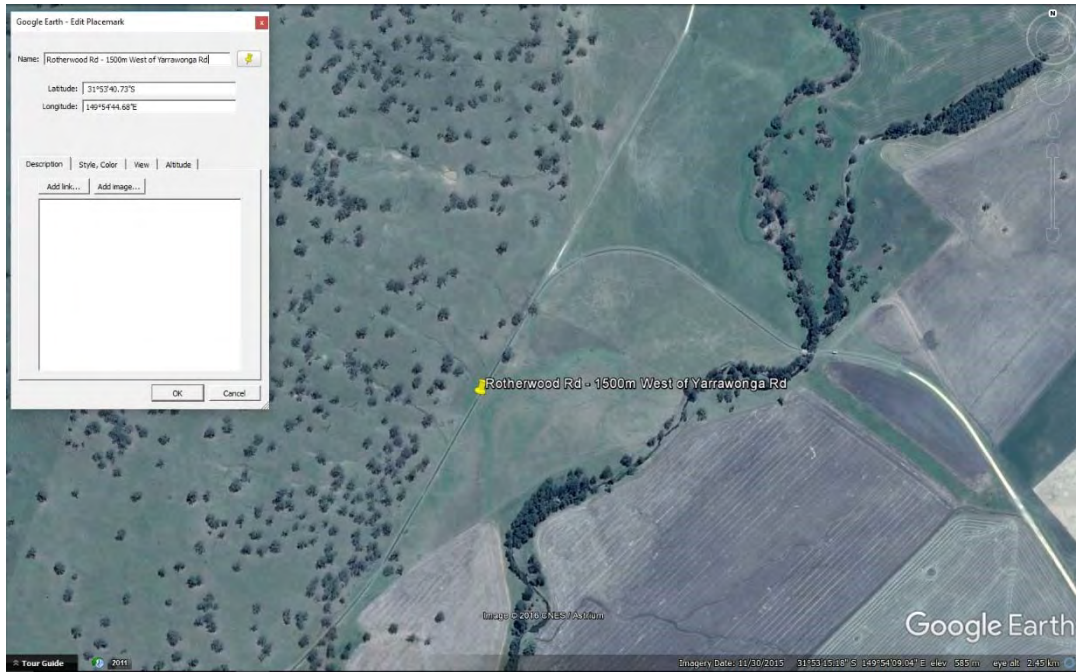 Google Earth - Edit Placemark
x
Name: Rotherwood Rd - 1500m West of Yarrawonga Rd
Latitude: 31°53'40.73"S
Longitude: 149°54'44.68"E
Description Style, Color View Altitude
Add link... Add image...
OK Cancel
N
Rotherwood Rd - 1500m West of Yarrawonga Rd
Image © 2016 CNES / Astrium
Google Earth
Tour Guide 2011 Imagery Date: 11/30/2015 31°53'15.18" S 149°54'09.04" E elev 585 m eye alt 2.45 km